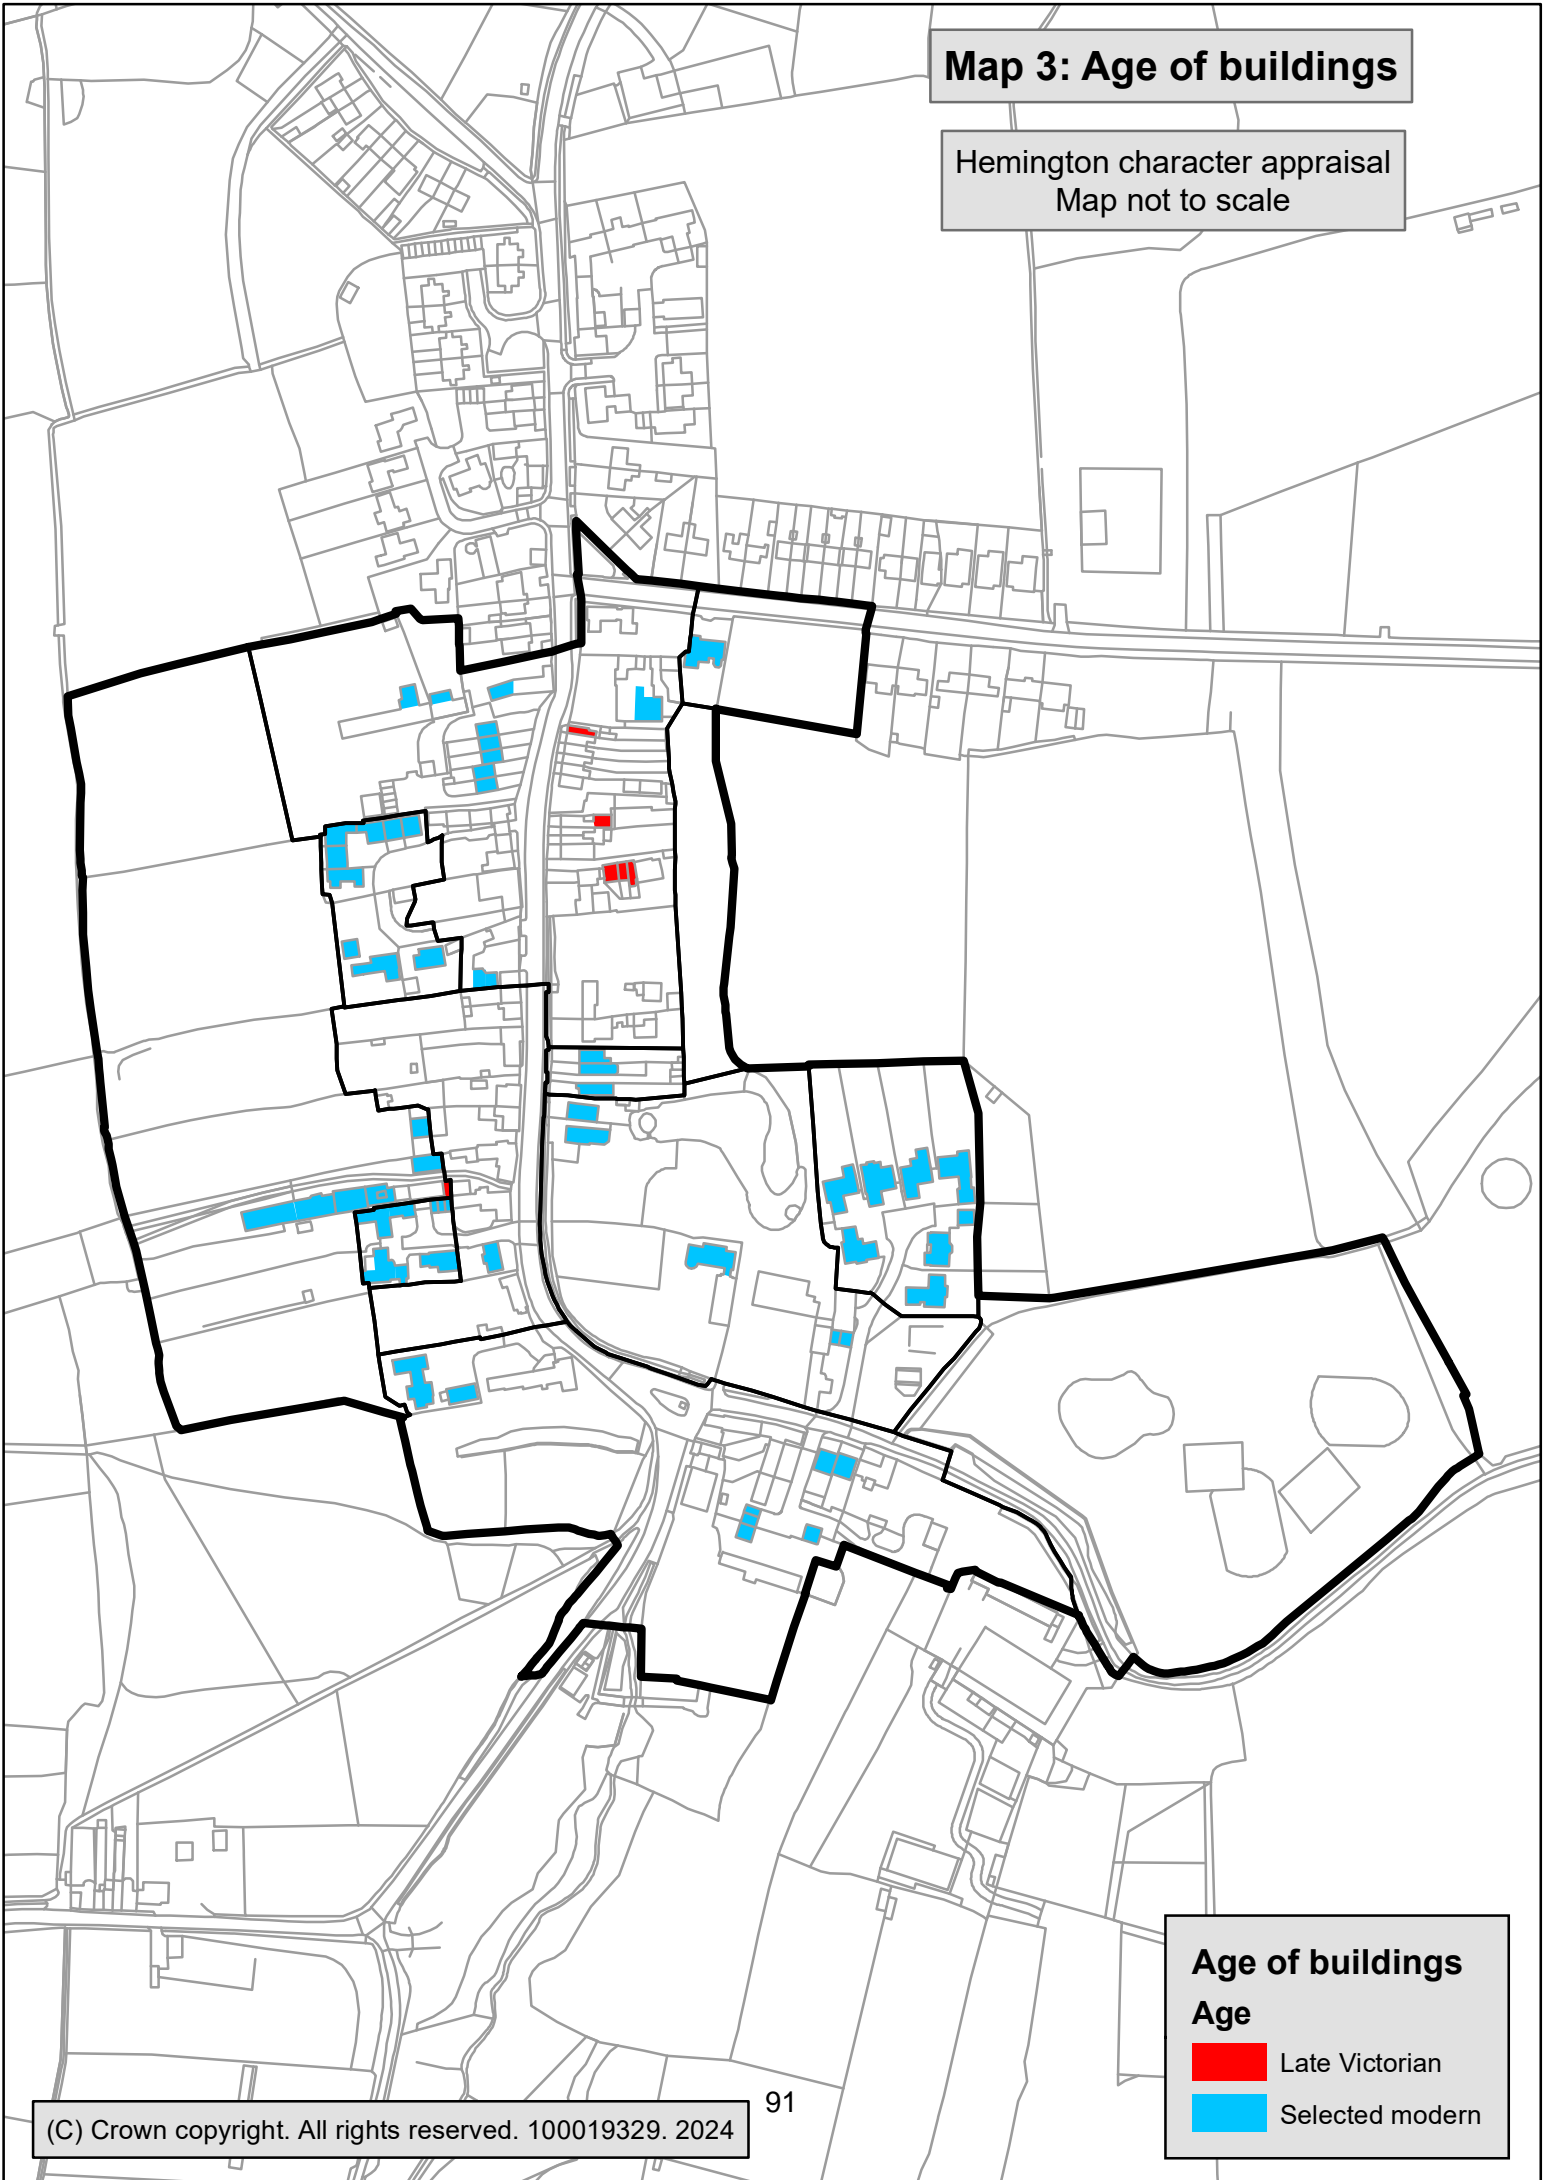 Map 3: Age of buildings
Hemington character appraisal
Map not to scale
Age of buildings
Age
Late Victorian
Selected modern
91
(C) Crown copyright. All rights reserved. 100019329. 2024